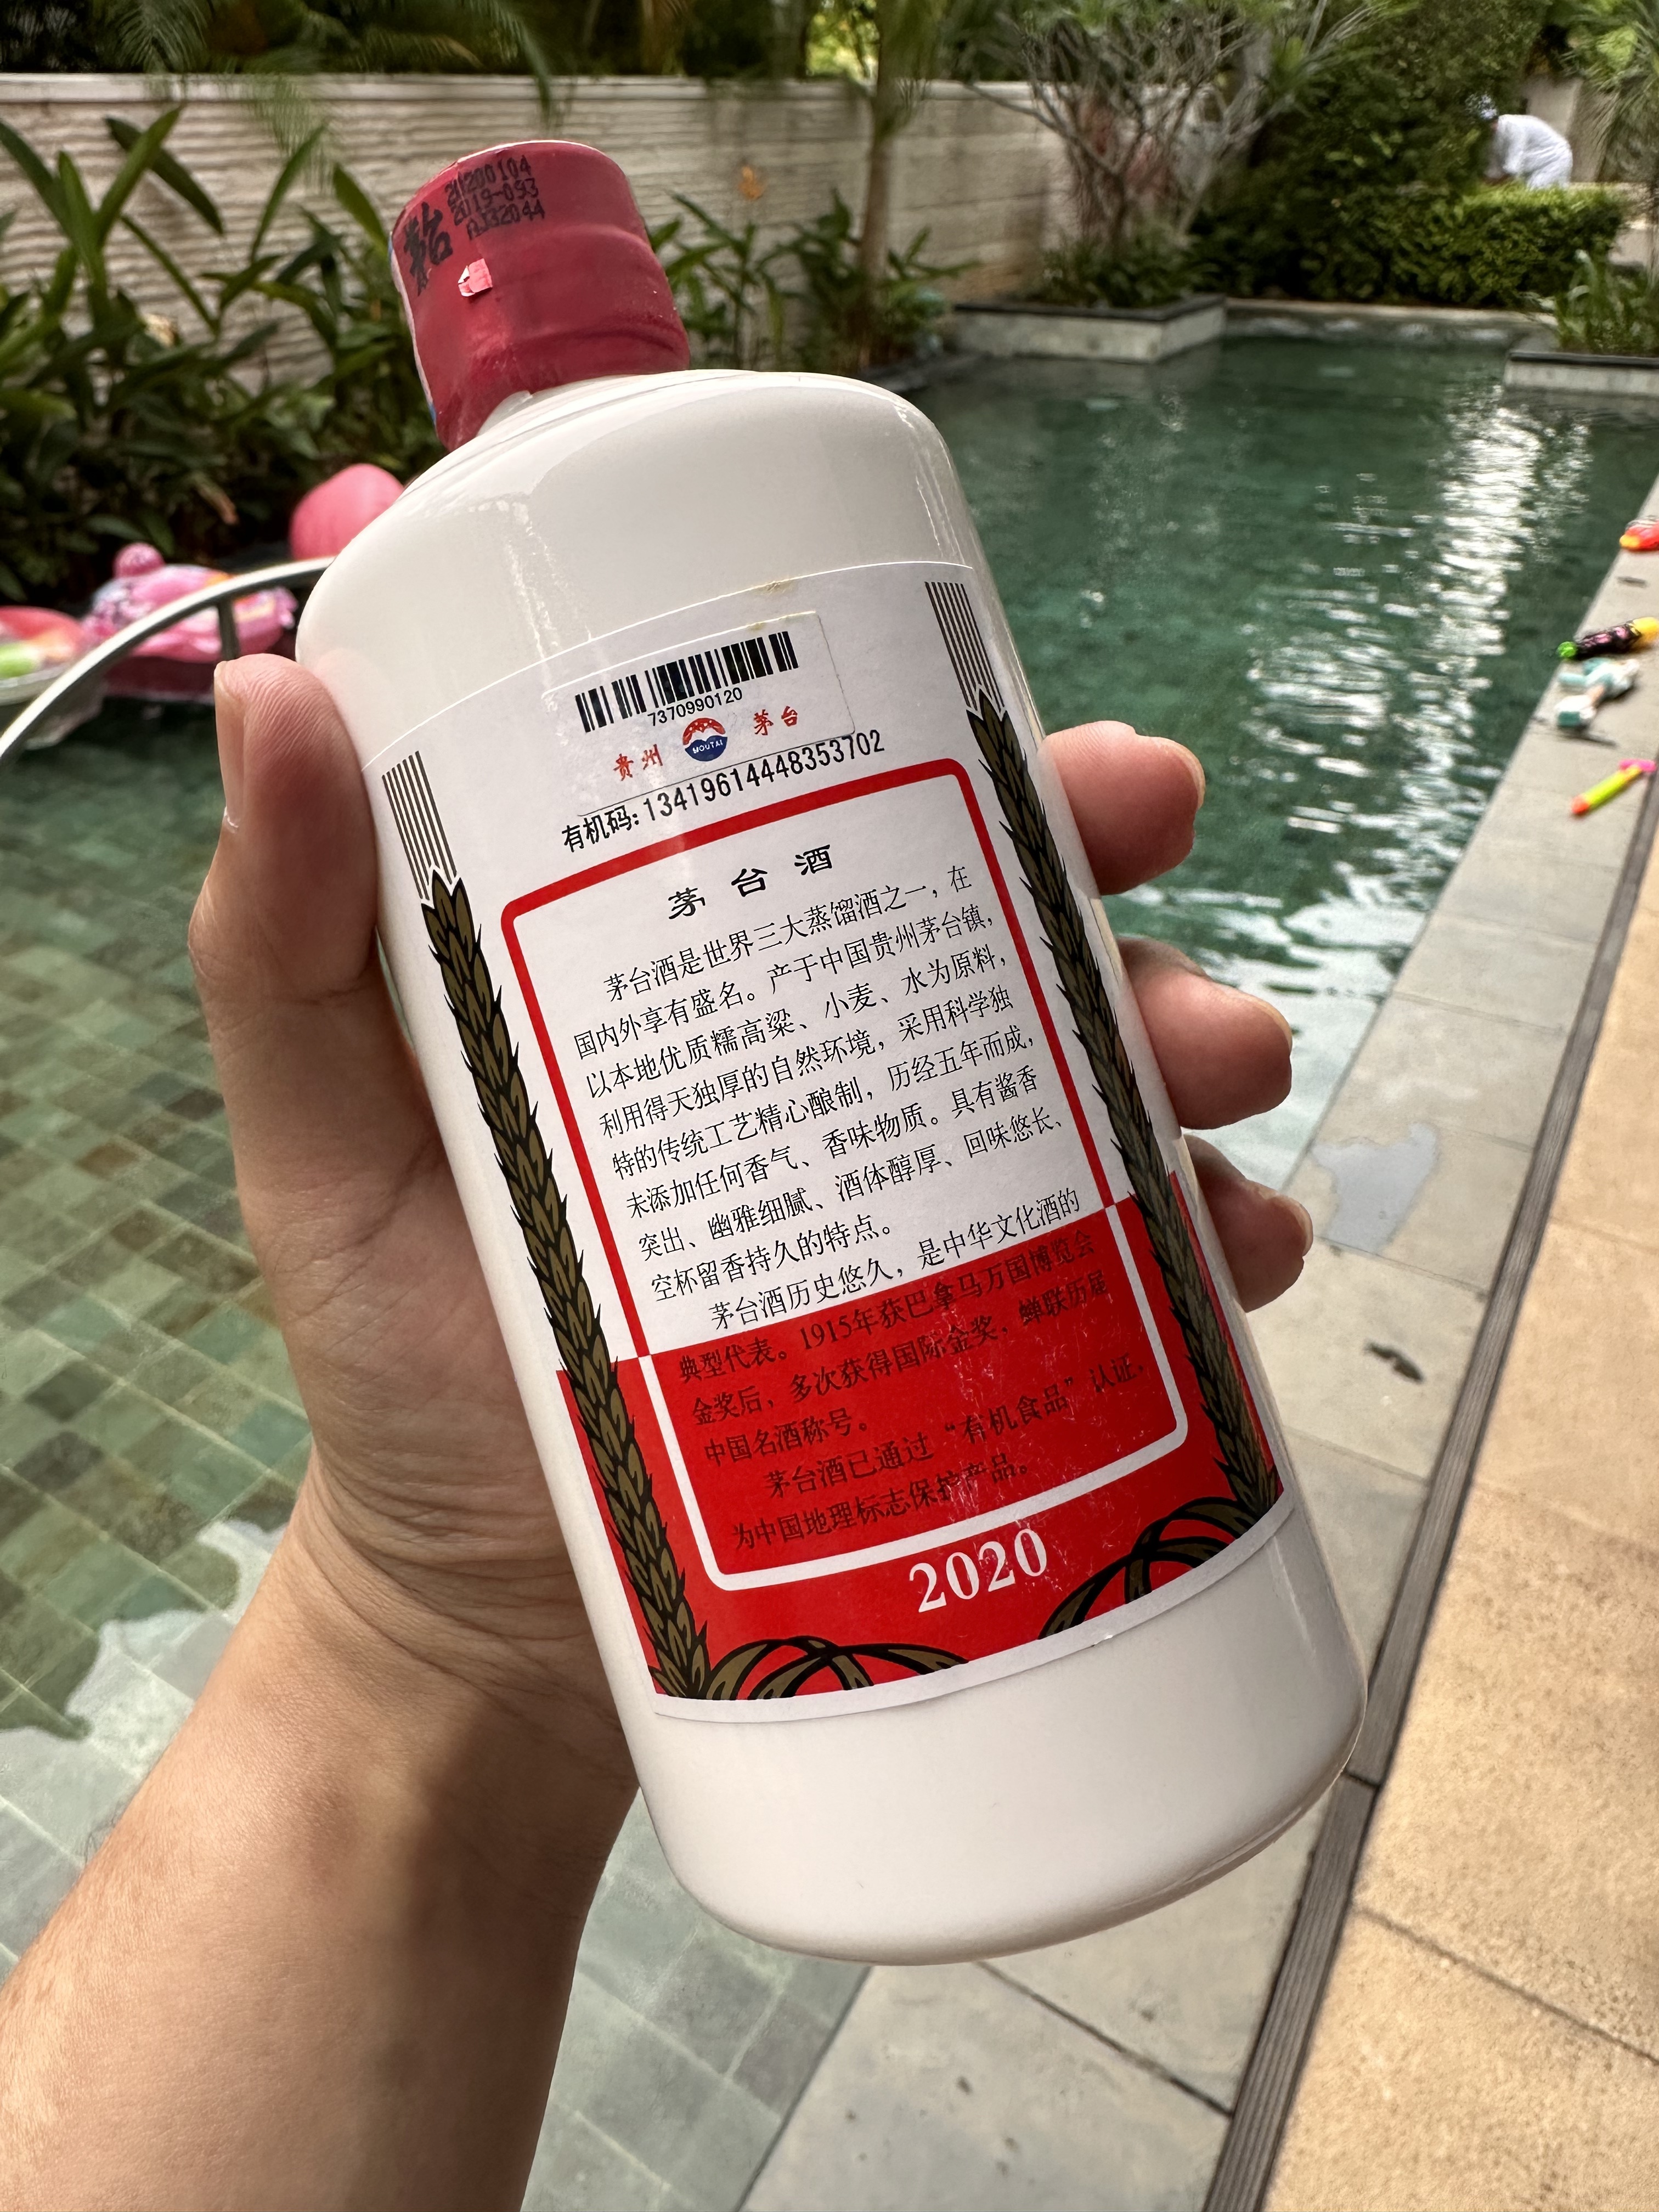 20200104
2019-093
7370990120
贵州 MOUTAI 茅台
有机码:13419614448353702
茅台酒
茅台酒是世界三大蒸馏酒之一，在
国内外享有盛名。产于中国贵州茅台镇，
以本地优质糯高粱、小麦、水为原料，
利用得天独厚的自然环境，采用科学独
特的传统工艺精心酿制，历经五年而成，
未添加任何香气、香味物质。具有酱香
突出、幽雅细腻、酒体醇厚、回味悠长、
空杯留香持久的特点。
茅台酒历史悠久，是中华文化酒的
典型代表。1915年获巴拿马万国博览会
金奖后，多次获得国际金奖，蝉联历届
中国名酒称号。
茅台酒已通过“有机食品”认证，
为中国地理标志保护产品。
2020